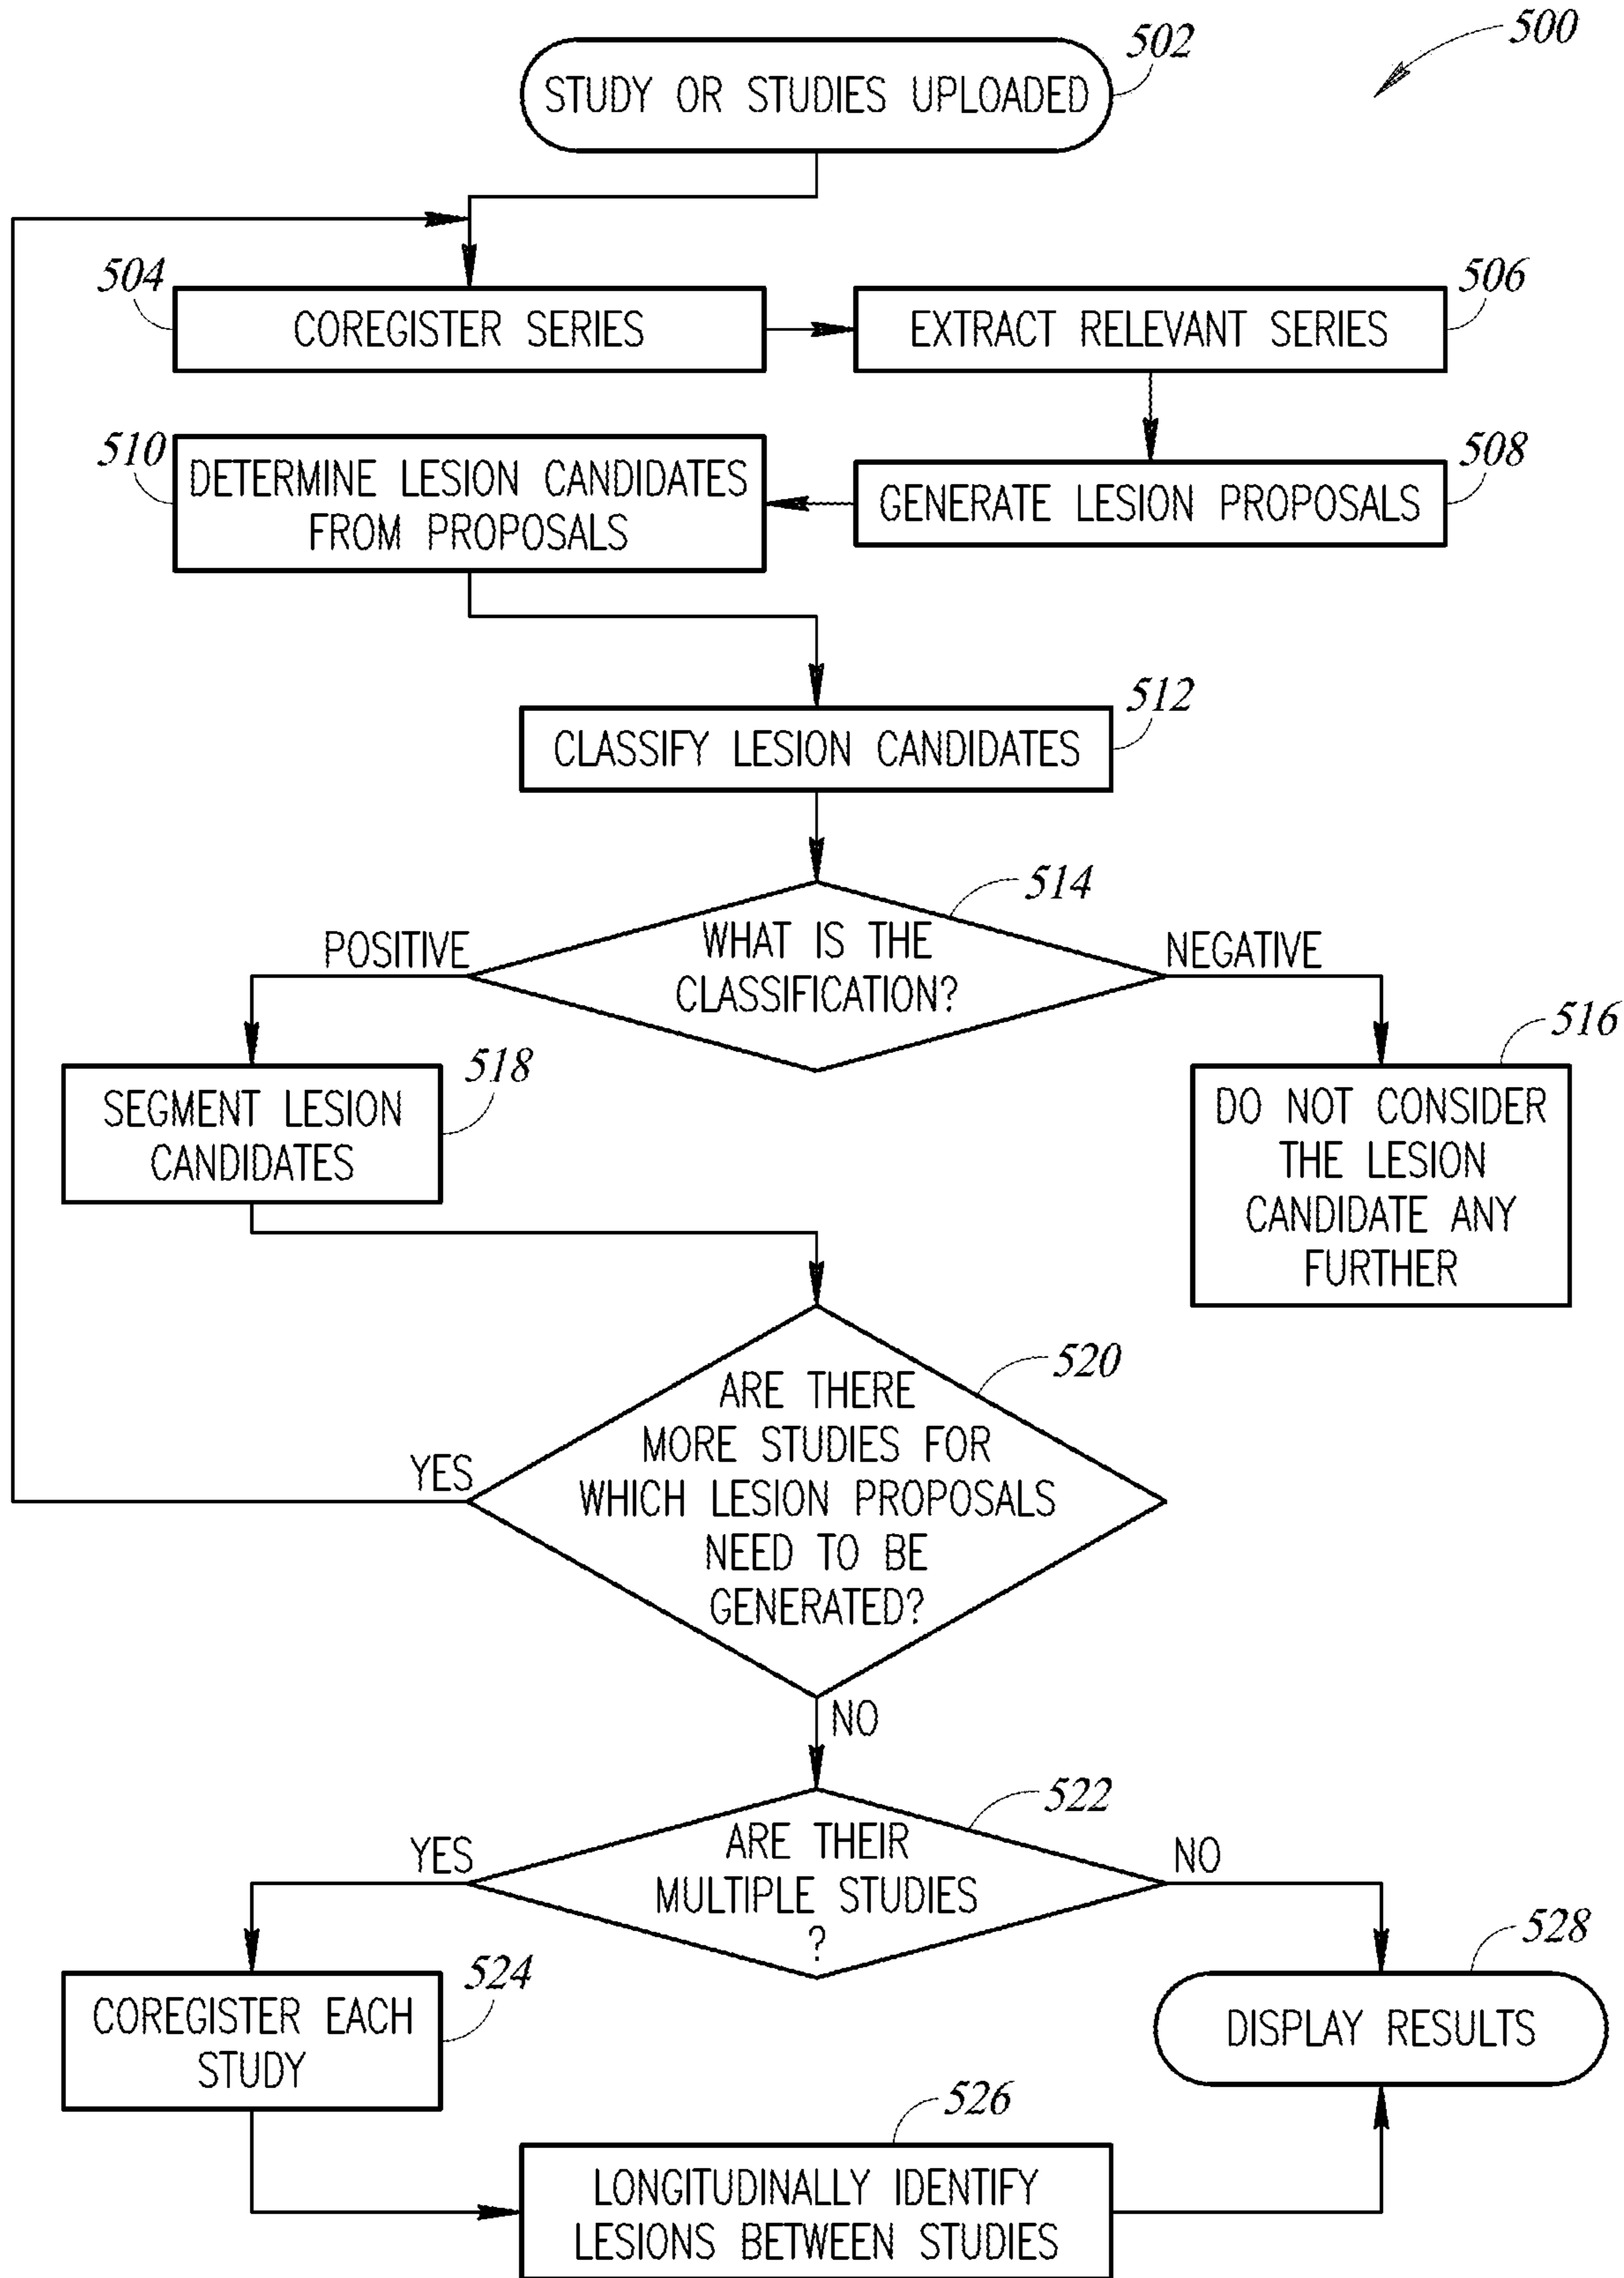 500
502
STUDY OR STUDIES UPLOADED
504
COREGISTER SERIES
506
EXTRACT RELEVANT SERIES
508
GENERATE LESION PROPOSALS
510
DETERMINE LESION CANDIDATES
FROM PROPOSALS
512
CLASSIFY LESION CANDIDATES
514
WHAT IS THE
CLASSIFICATION?
POSITIVE
NEGATIVE
516
DO NOT CONSIDER
THE LESION
CANDIDATE ANY
FURTHER
518
SEGMENT LESION
CANDIDATES
520
ARE THERE
MORE STUDIES FOR
WHICH LESION PROPOSALS
NEED TO BE
GENERATED?
YES
NO
522
ARE THEIR
MULTIPLE STUDIES
?
YES
NO
524
COREGISTER EACH
STUDY
526
LONGITUDINALLY IDENTIFY
LESIONS BETWEEN STUDIES
528
DISPLAY RESULTS